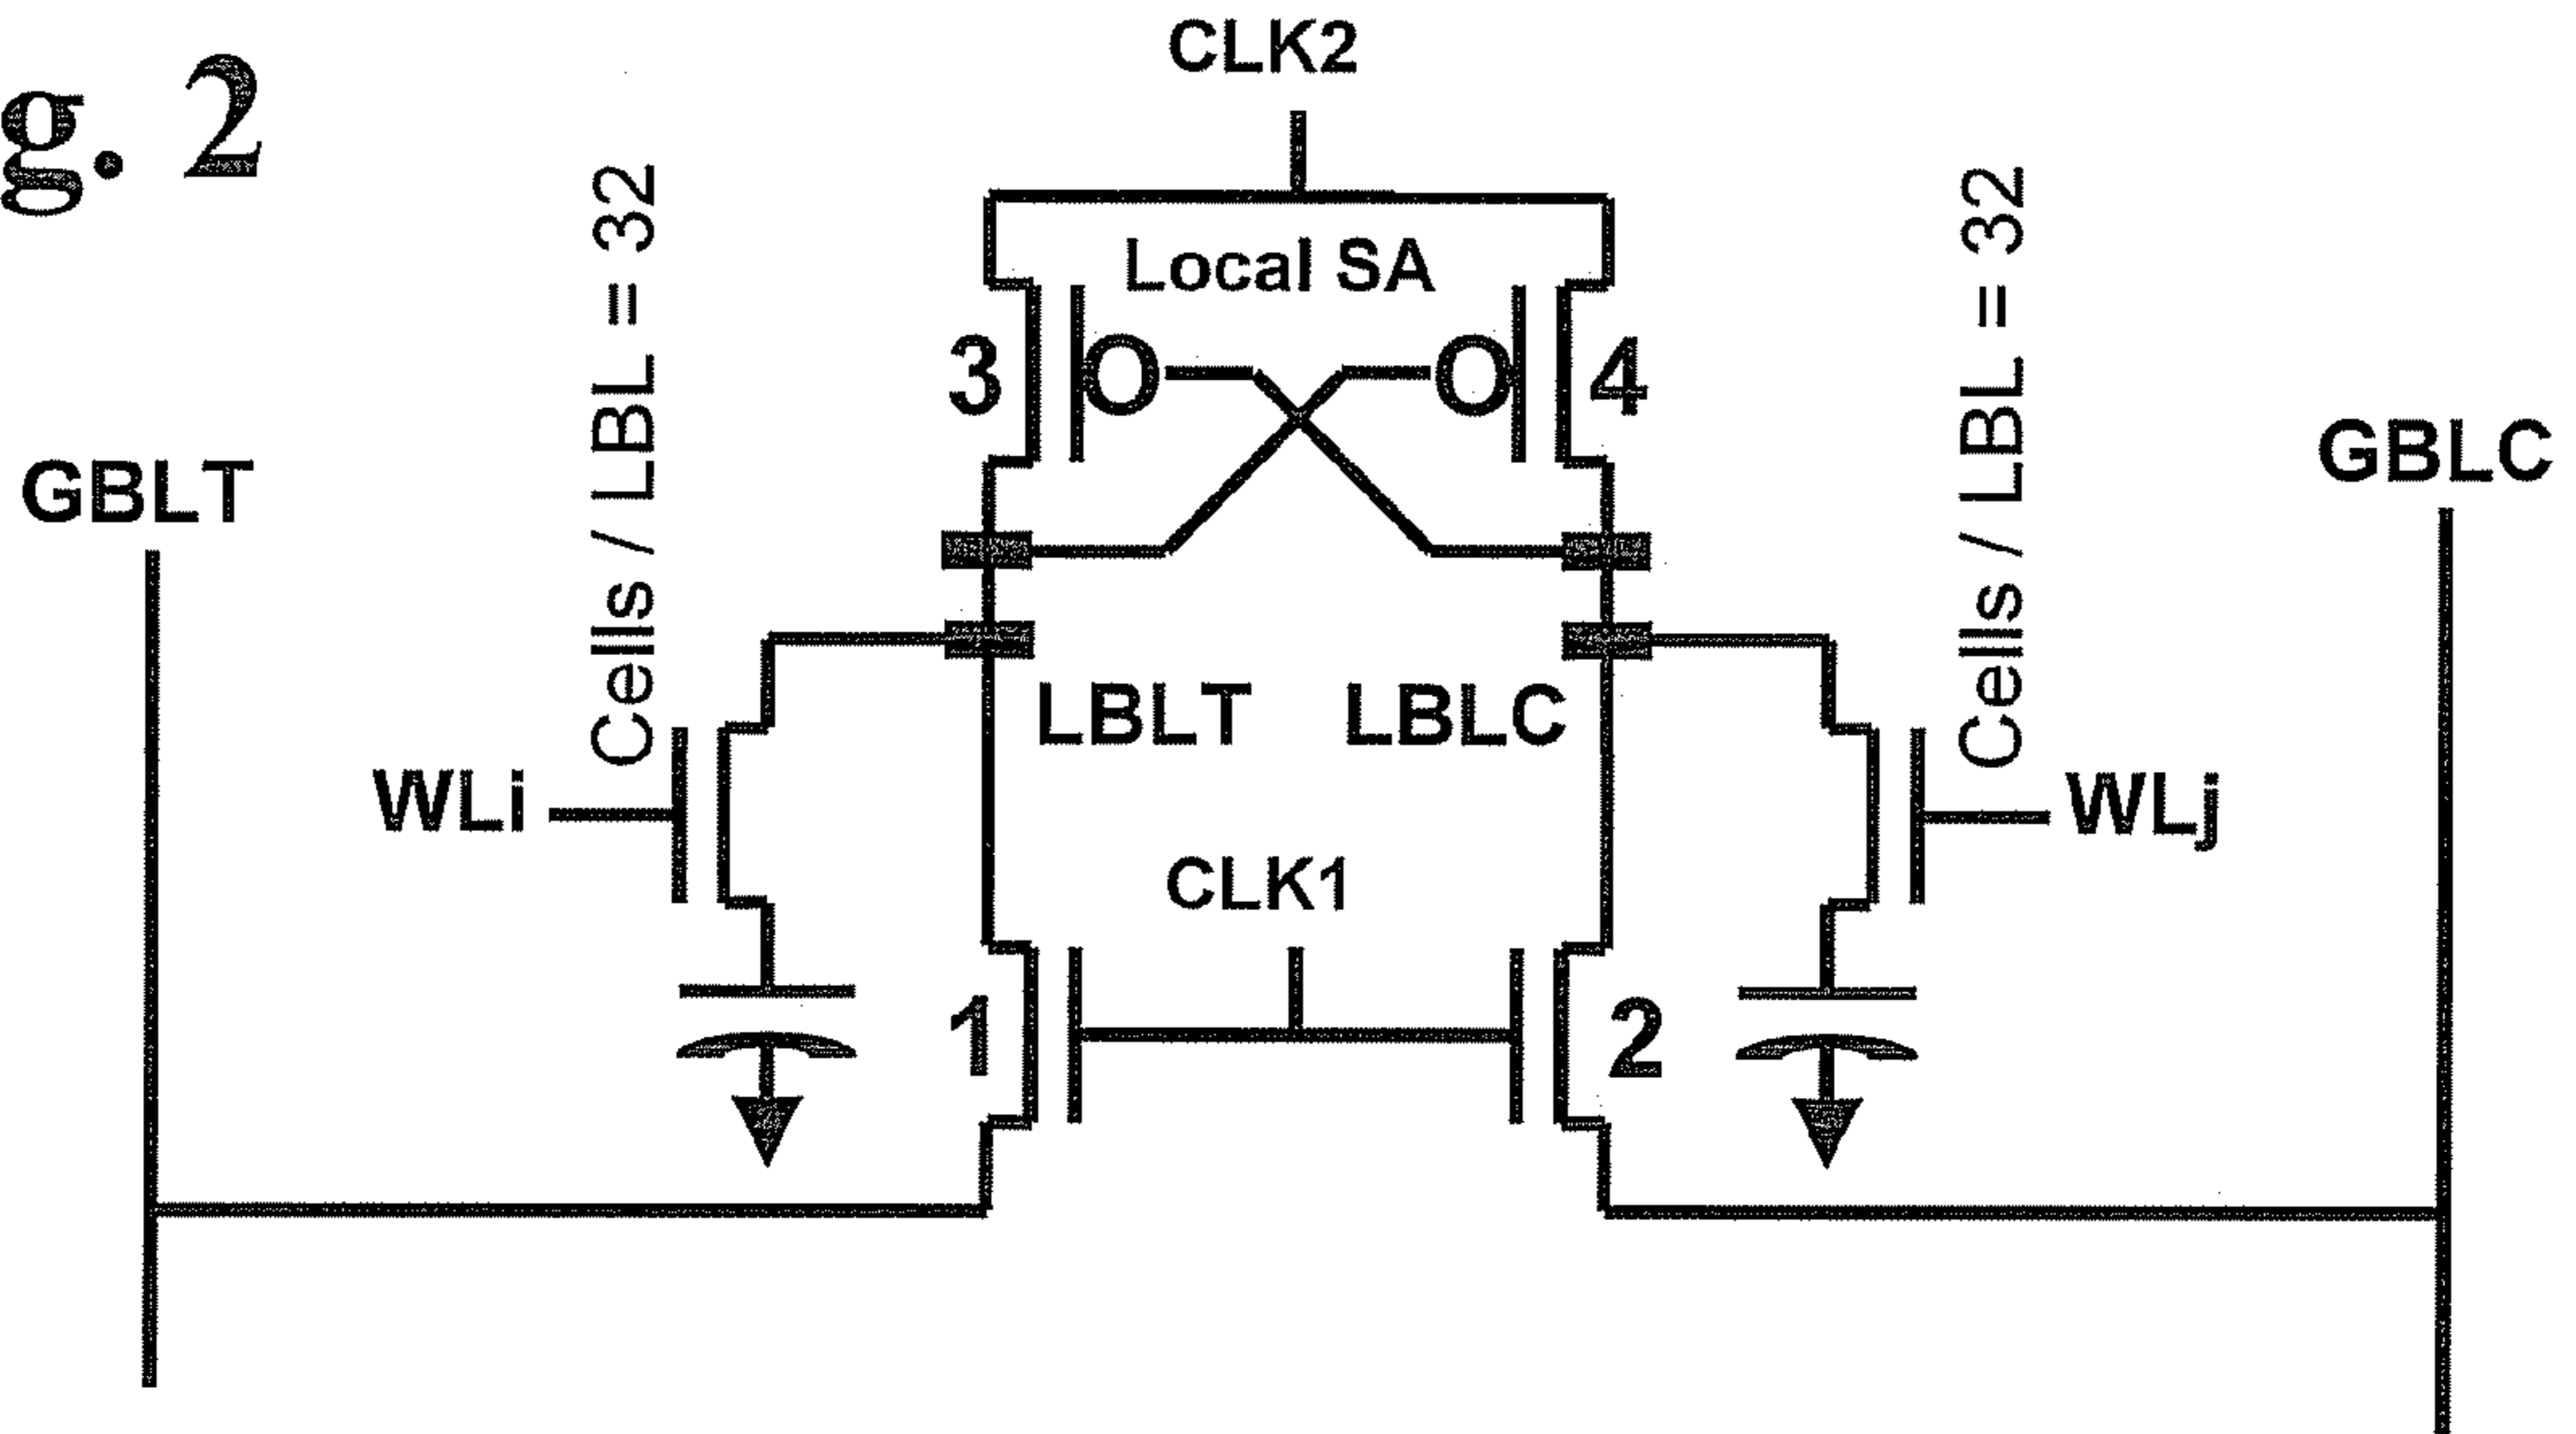 g. 2
CLK2
Cells / LBL = 32
Local SA
Cells / LBL = 32
3
4
GBLT
GBLC
LBLT
LBLC
WLi
WLj
CLK1
1
2